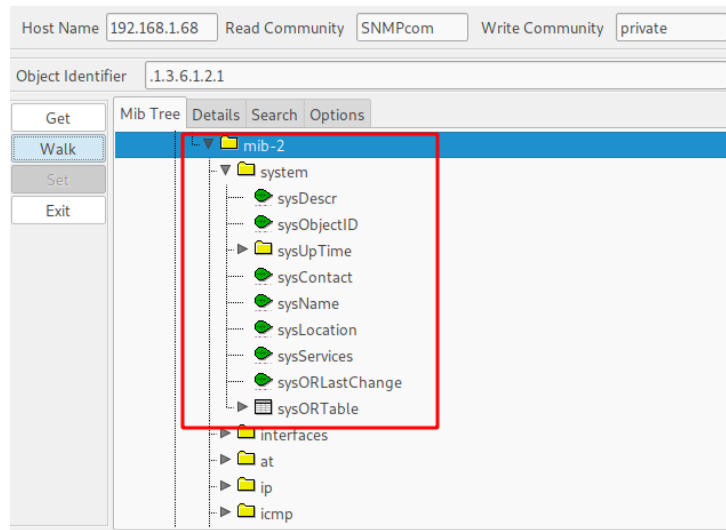 Host Name 192.168.1.68 Read Community SNMPcom Write Community private
Object Identifier .1.3.6.1.2.1
Get
Walk
Set
Exit
Mib Tree Details Search Options
mib-2
system
sysDescr
sysObjectID
sysUpTime
sysContact
sysName
sysLocation
sysServices
sysORLastChange
sysORTable
interfaces
at
ip
icmp